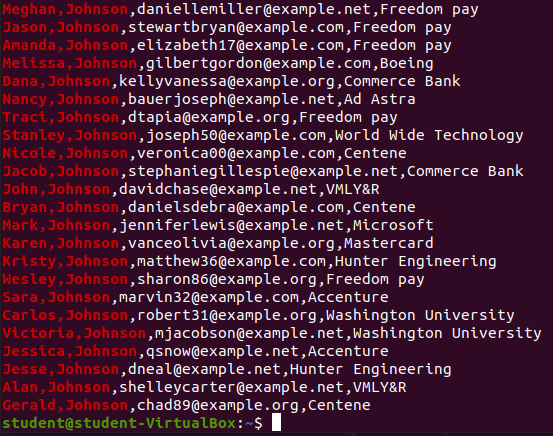 Meghan,Johnson,daniellemiller@example.net,Freedom pay
Jason,Johnson,stewartbryan@example.com,Freedom pay
Amanda,Johnson,elizabeth17@example.com,Freedom pay
Melissa,Johnson,gilbertgordon@example.com,Boeing
Dana,Johnson,kellyvanessa@example.org,Commerce Bank
Nancy,Johnson,bauerjoseph@example.net,Ad Astra
Traci,Johnson,dtapia@example.org,Freedom pay
Stanley,Johnson,joseph50@example.com,World Wide Technology
Nicole,Johnson,veronica00@example.com,Centene
Jacob,Johnson,stephaniegillespie@example.net,Commerce Bank
John,Johnson,davidchase@example.net,VMLY&R
Bryan,Johnson,danielsdebra@example.com,Centene
Mark,Johnson,jenniferlewis@example.net,Microsoft
Karen,Johnson,vanceolivia@example.org,Mastercard
Kristy,Johnson,matthew36@example.com,Hunter Engineering
Wesley,Johnson,sharon86@example.org,Freedom pay
Sara,Johnson,marvin32@example.com,Accenture
Carlos,Johnson,robert31@example.org,Washington University
Victoria,Johnson,mjacobson@example.net,Washington University
Jessica,Johnson,qsnow@example.net,Accenture
Jesse,Johnson,dneal@example.net,Hunter Engineering
Alan,Johnson,shelleycarter@example.net,VMLY&R
Gerald,Johnson,chad89@example.org,Centene
student@student-VirtualBox:~$